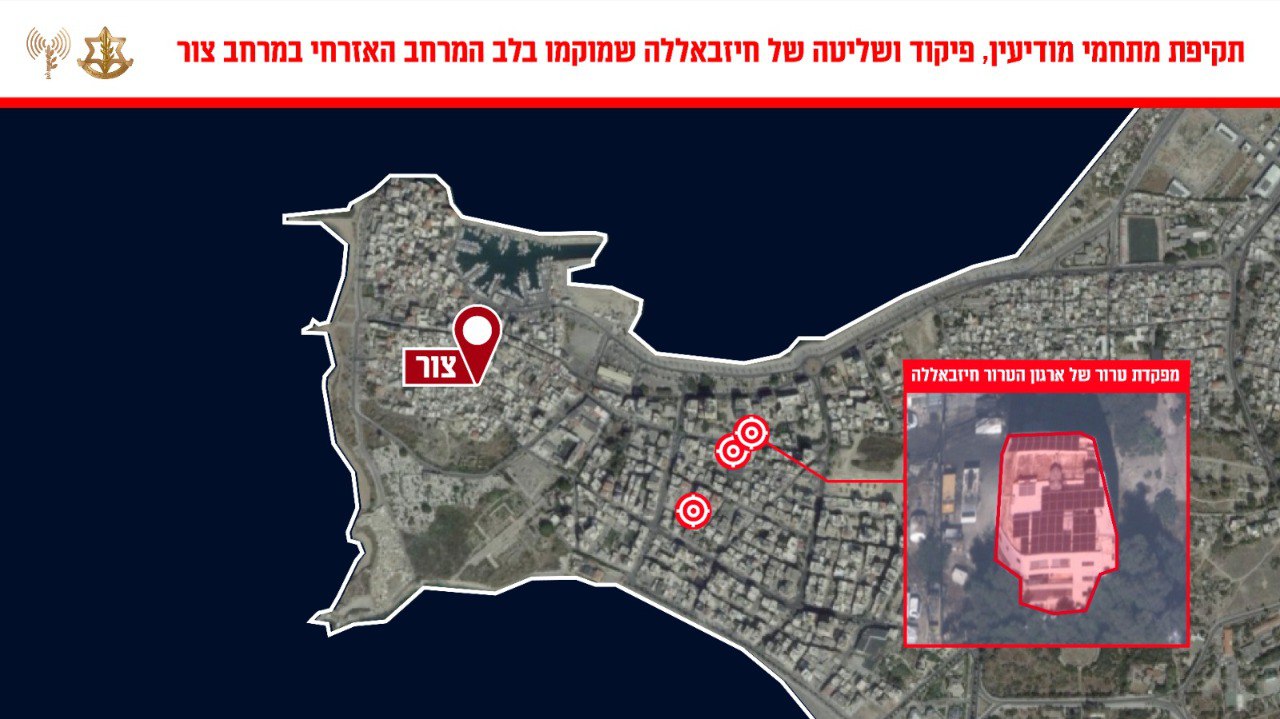 תקיפת מתחמי מודיעין, פיקוד ושליטה של חיזבאללה שמוקמו בלב המרחב האזרחי במרחב צור
צור
מפקדת טרור של ארגון הטרור חיזבאללה